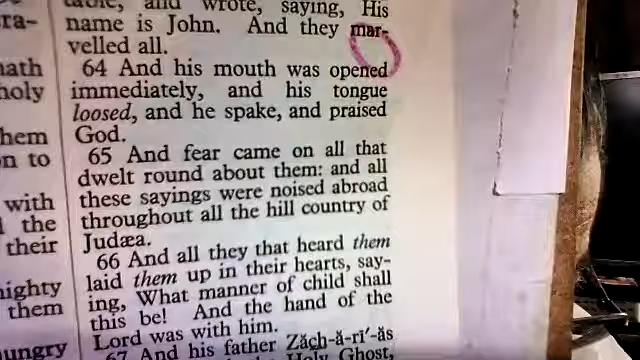 table, and wrote, saying, His
name is John. And they mar-
velled all.
64 And his mouth was opened
immediately, and his tongue
loosed, and he spake, and praised
God.
65 And fear came on all that
dwelt round about them: and all
these sayings were noised abroad
throughout all the hill country of
Judæa.
66 And all they that heard them
laid them up in their hearts, say-
ing, What manner of child shall
this be! And the hand of the
Lord was with him.
67 And his father Zăch-ă-rī′-ăs
Holy Ghost,
ra-
holy
on to
with
the
their
them